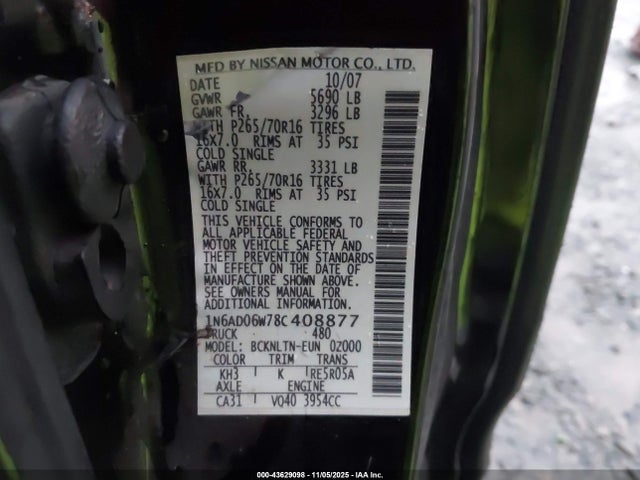 MFD BY NISSAN MOTOR CO., LTD.
DATE 10/07
GVWR 5690 LB
GAWR FR. 3296 LB
WITH P265/70R16 TIRES
16X7.0 RIMS AT 35 PSI
COLD SINGLE
GAWR RR. 3331 LB
WITH P265/70R16 TIRES
16X7.0 RIMS AT 35 PSI
COLD SINGLE
THIS VEHICLE CONFORMS TO
ALL APPLICABLE FEDERAL
MOTOR VEHICLE SAFETY AND
THEFT PREVENTION STANDARDS
IN EFFECT ON THE DATE OF
MANUFACTURE SHOWN ABOVE.
SEE OWNERS MANUAL FOR
ADDITIONAL INFORMATION.
1N6AD06W78C408877
TRUCK 480
MODEL: BCKNLTN-EUN 02000
COLOR TRIM TRANS
KH3 K RE5R05A
AXLE ENGINE
CA31 VQ40 3954CC
000-43629098 - 11/05/2025 - IAA Inc.